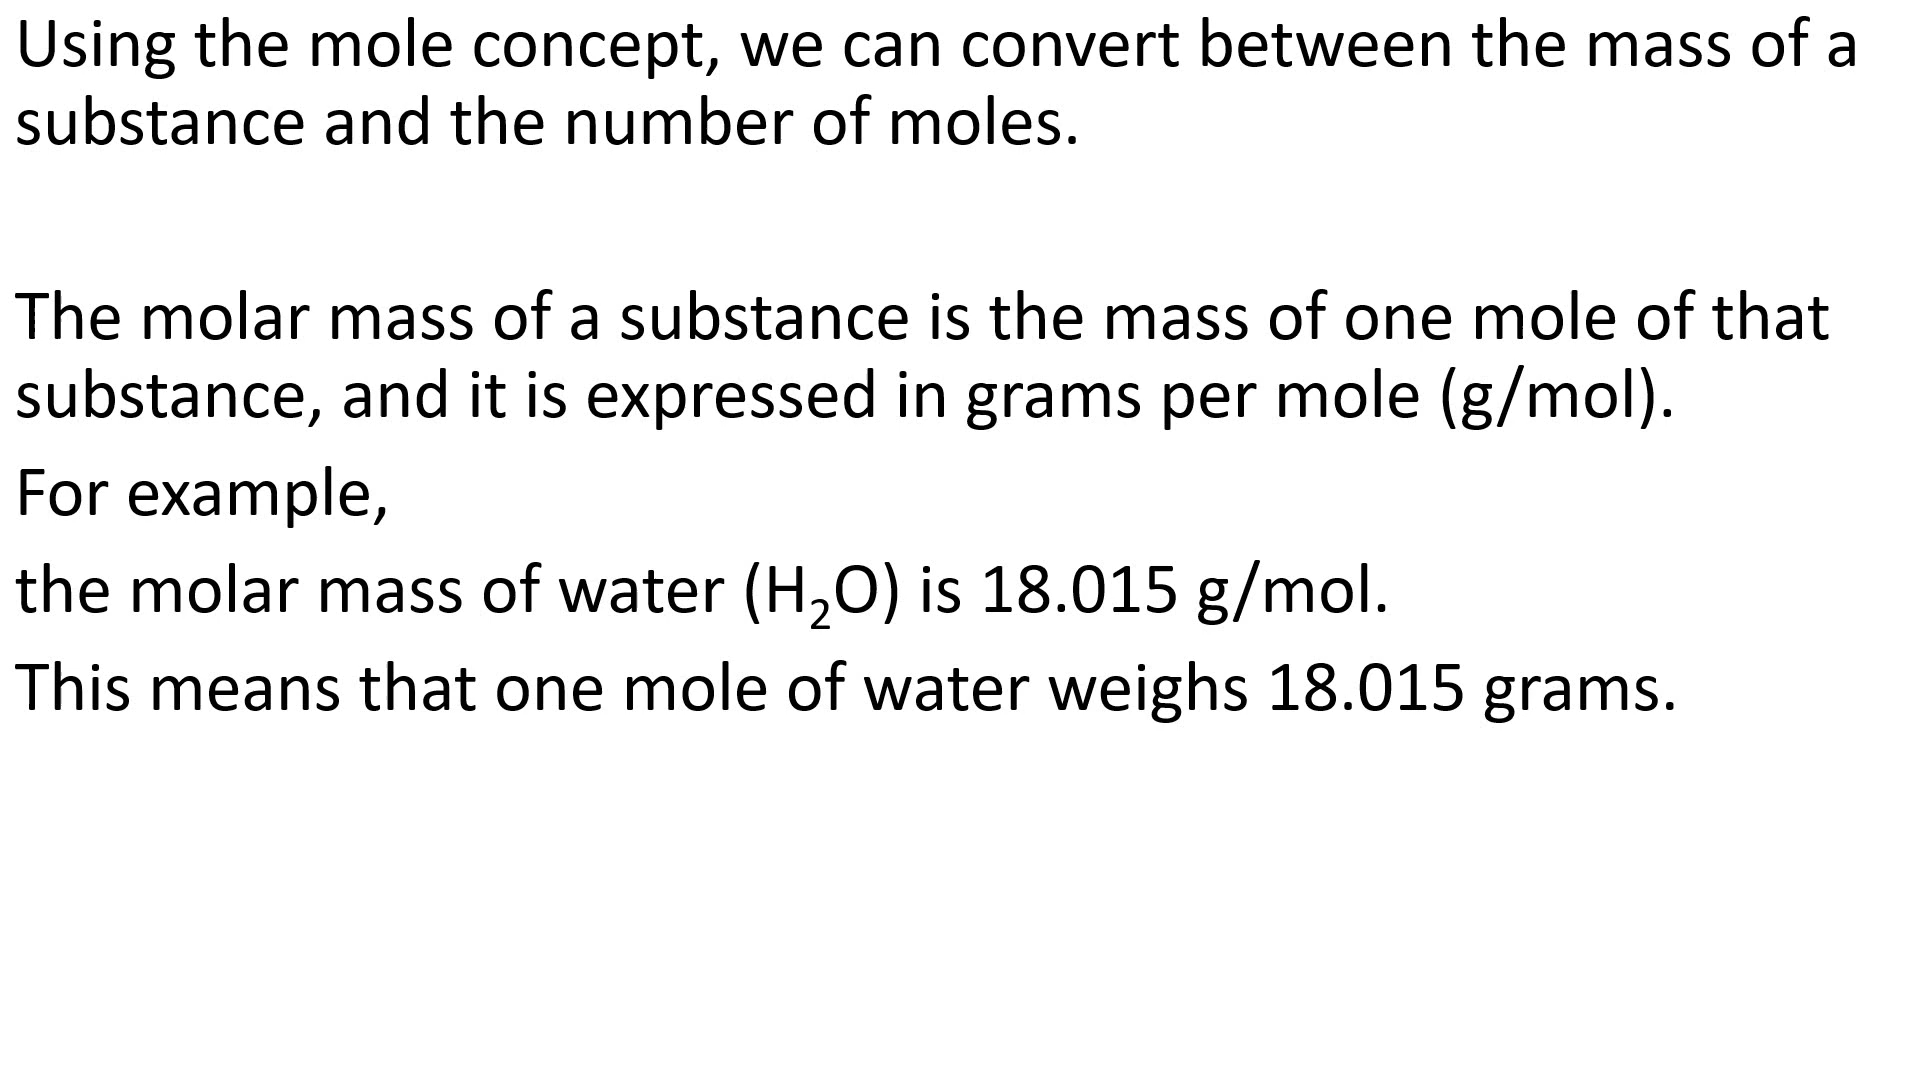 Using the mole concept, we can convert between the mass of a
substance and the number of moles.
The molar mass of a substance is the mass of one mole of that
substance, and it is expressed in grams per mole (g/mol).
For example,
the molar mass of water (H₂O) is 18.015 g/mol.
This means that one mole of water weighs 18.015 grams.